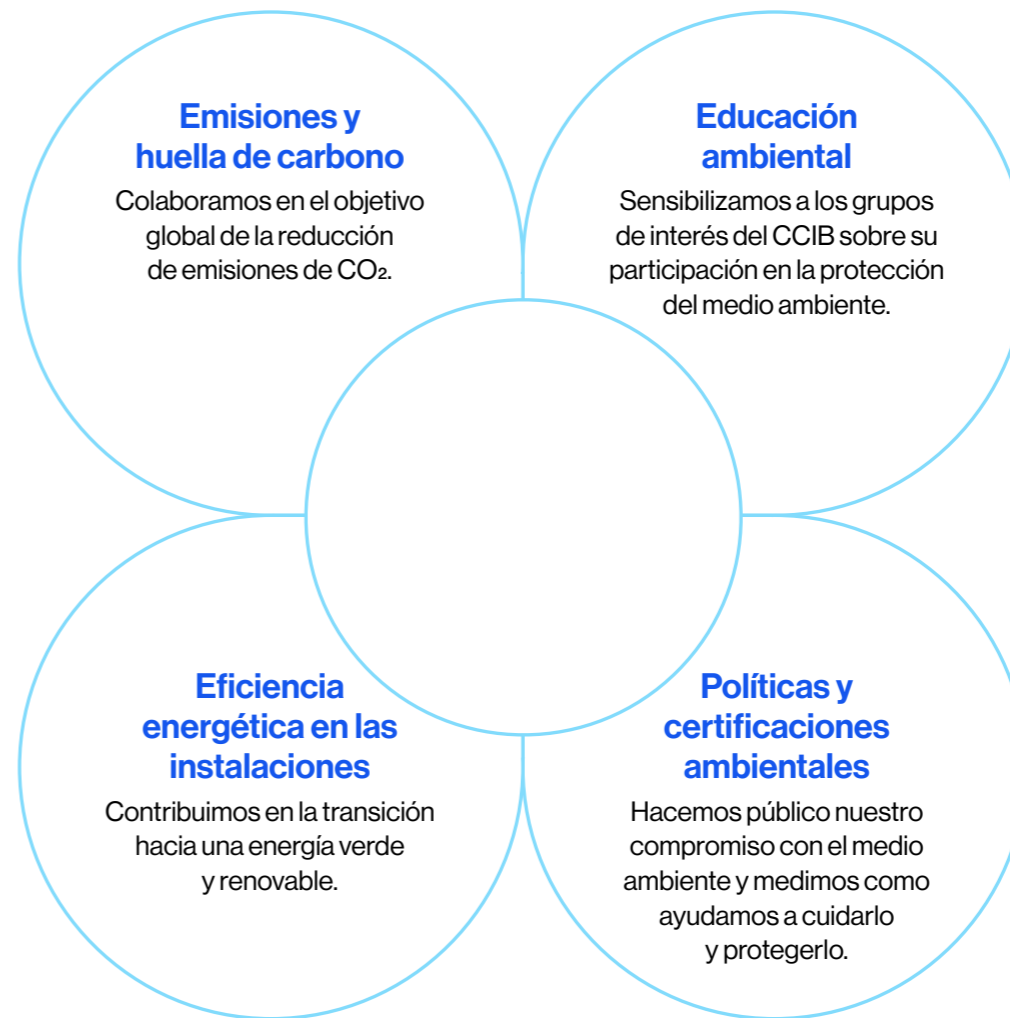 Emisiones y
huella de carbono
Colaboramos en el objetivo
global de la reducción
de emisiones de CO₂.
Educación
ambiental
Sensibilizamos a los grupos
de interés del CCIB sobre su
participación en la protección
del medio ambiente.
Eficiencia
energética en las
instalaciones
Contribuimos en la transición
hacia una energía verde
y renovable.
Políticas y
certificaciones
ambientales
Hacemos público nuestro
compromiso con el medio
ambiente y medimos como
ayudamos a cuidarlo
y protegerlo.